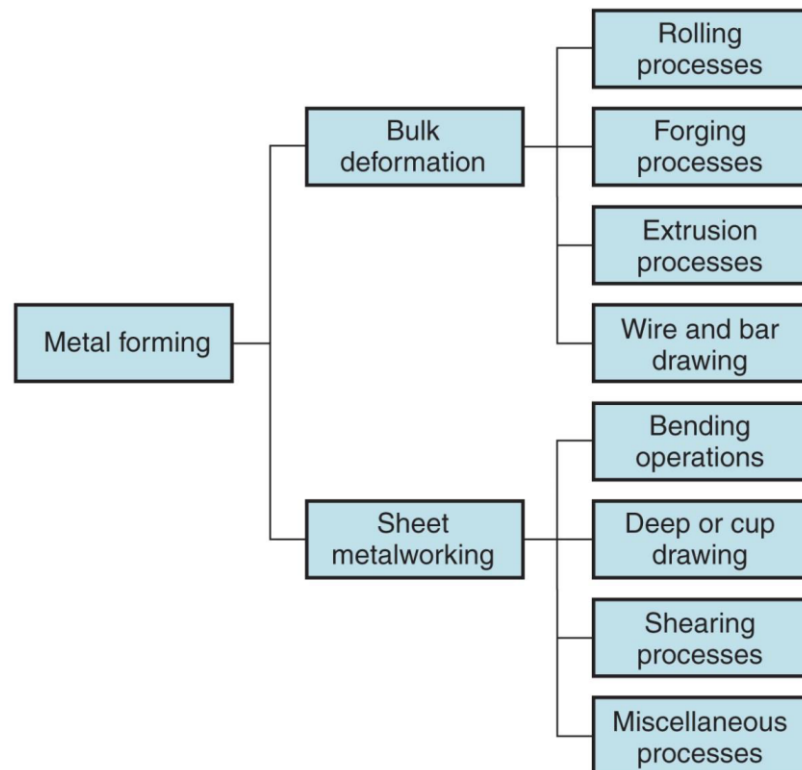 Metal forming
Bulk
deformation
Rolling
processes
Forging
processes
Extrusion
processes
Wire and bar
drawing
Sheet
metalworking
Bending
operations
Deep or cup
drawing
Shearing
processes
Miscellaneous
processes